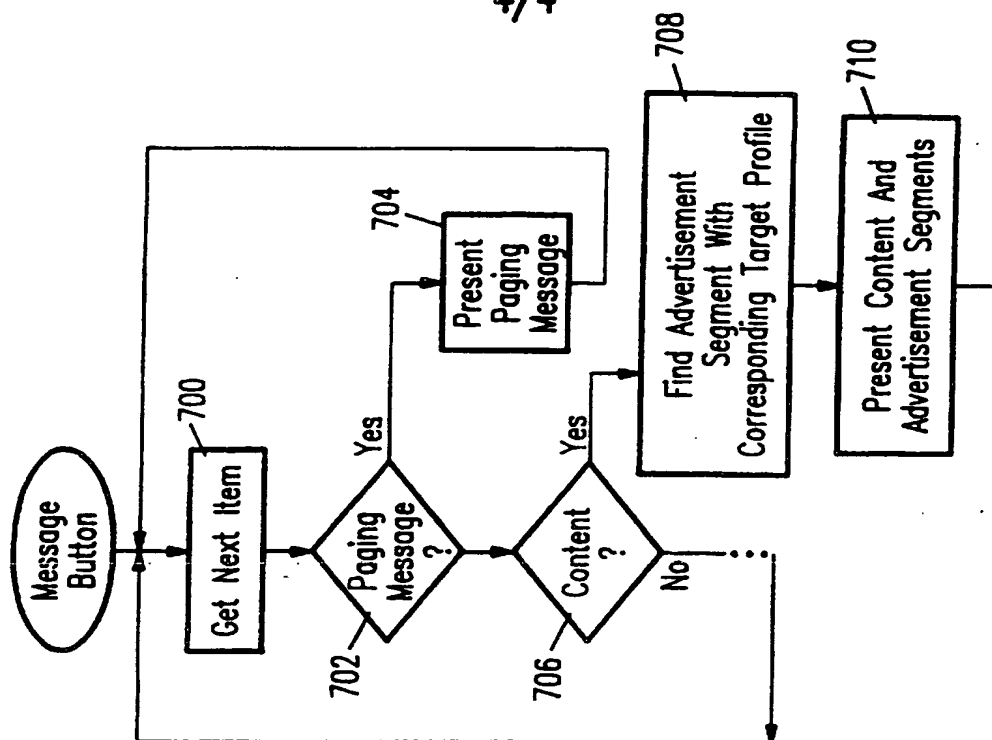 4/4
Message
Button
700
Get Next Item
702
Paging
Message
?
Yes
704
Present
Paging
Message
706
Content
?
Yes
No
708
Find Advertisement
Segment With
Corresponding Target Profile
710
Present Content And
Advertisement Segments